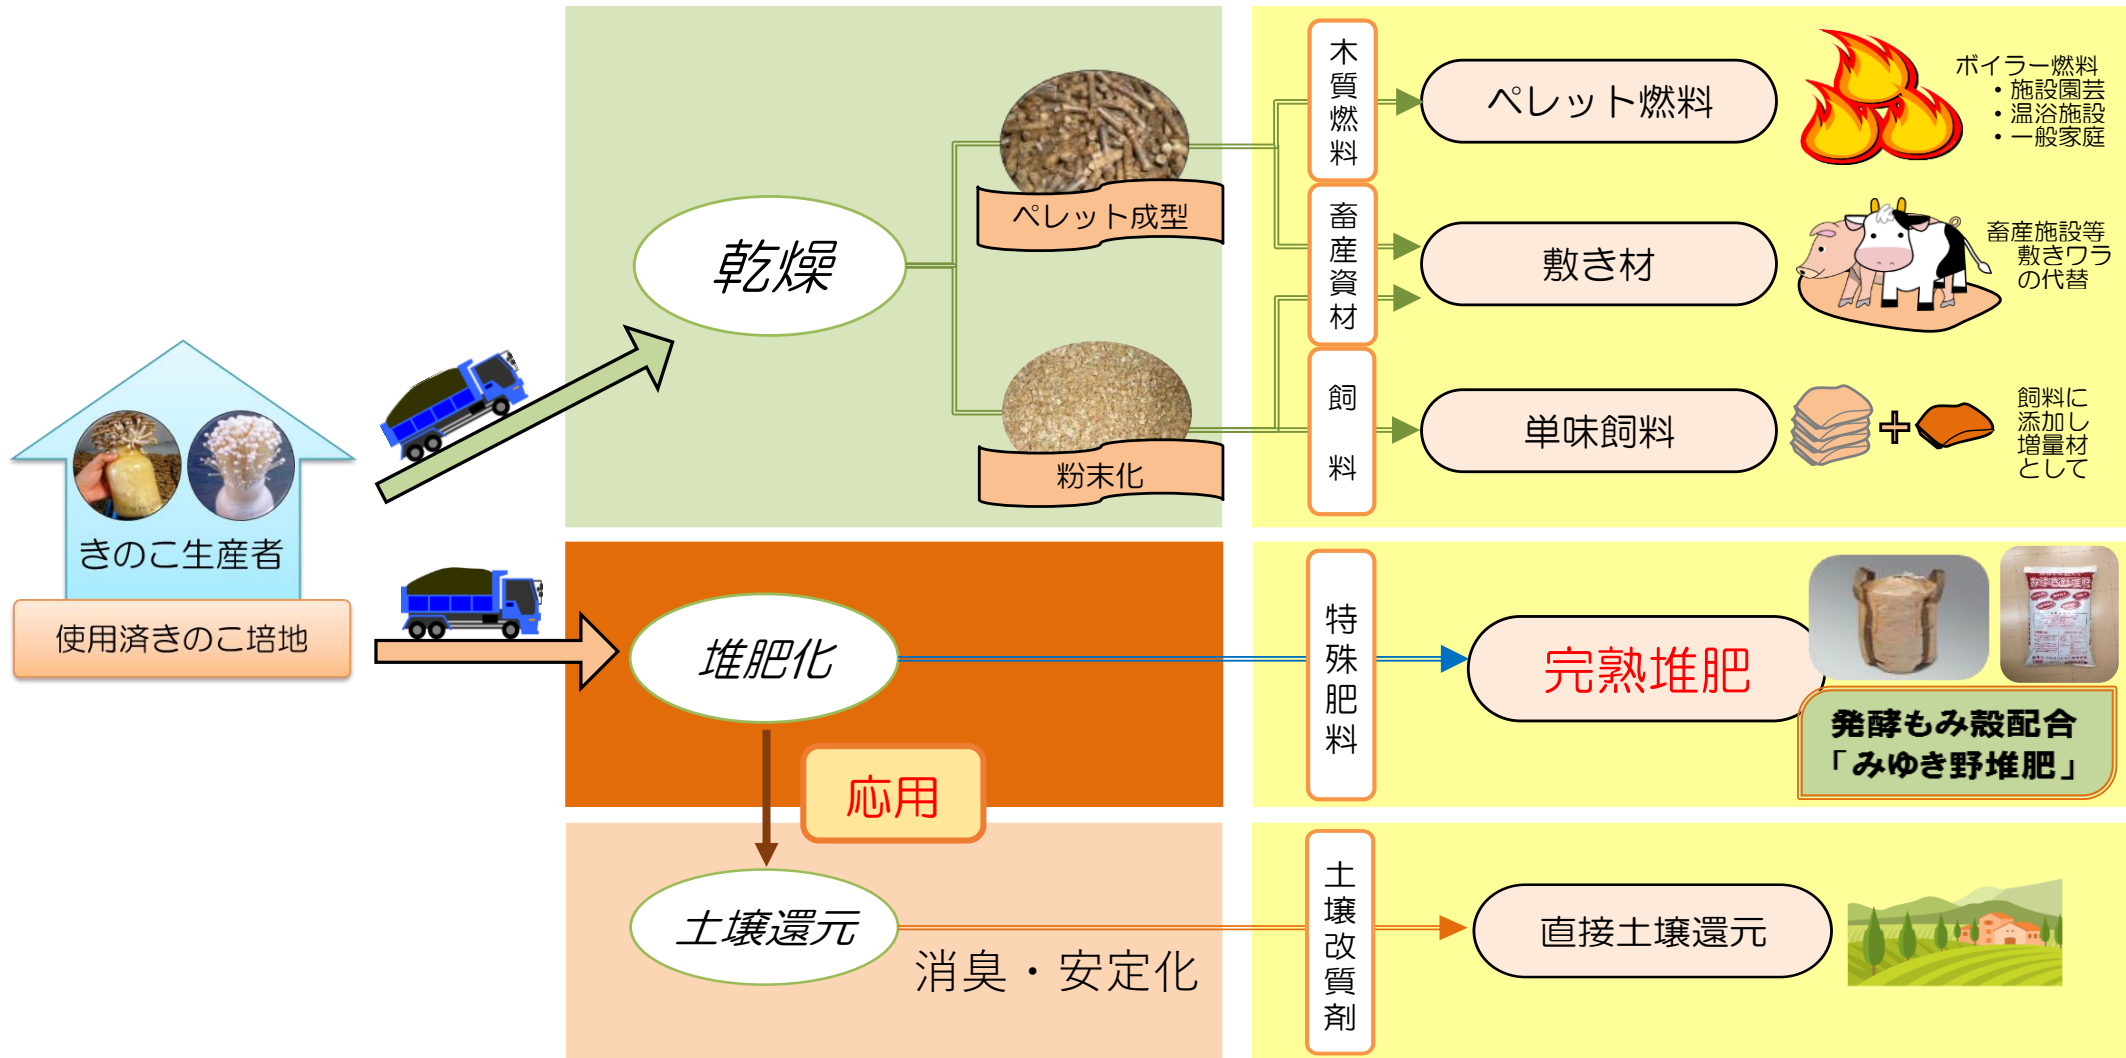 きのこ生産者
使用済きのこ培地
乾燥
ペレット成型
粉末化
木質燃料
畜産資材
飼料
ペレット燃料
ボイラー燃料
・施設園芸
・温浴施設
・一般家庭
敷き材
畜産施設等
敷きワラ
の代替
単味飼料
飼料に
添加し
増量材
として
堆肥化
応用
特殊肥料
完熟堆肥
発酵もみ殻配合
「みゆき野堆肥」
土壌還元
消臭・安定化
土壌改質剤
直接土壌還元